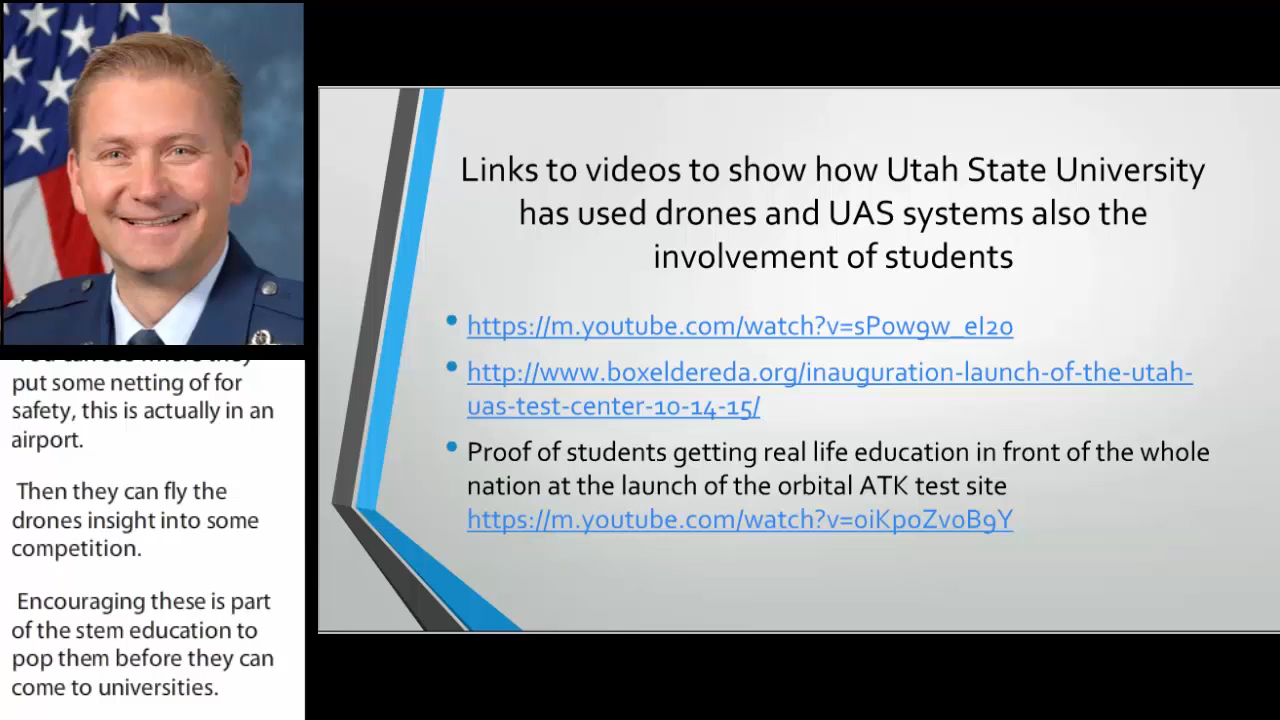 You can see where they
put some netting of for
safety, this is actually in an
airport.
Then they can fly the
drones insight into some
competition.
Encouraging these is part
of the stem education to
pop them before they can
come to universities.
Links to videos to show how Utah State University
has used drones and UAS systems also the
involvement of students
• https://m.youtube.com/watch?v=sPow9w_eI2o
• http://www.boxeldereda.org/inauguration-launch-of-the-utah-
uas-test-center-10-14-15/
• Proof of students getting real life education in front of the whole
nation at the launch of the orbital ATK test site
https://m.youtube.com/watch?v=oiKpoZvoB9Y